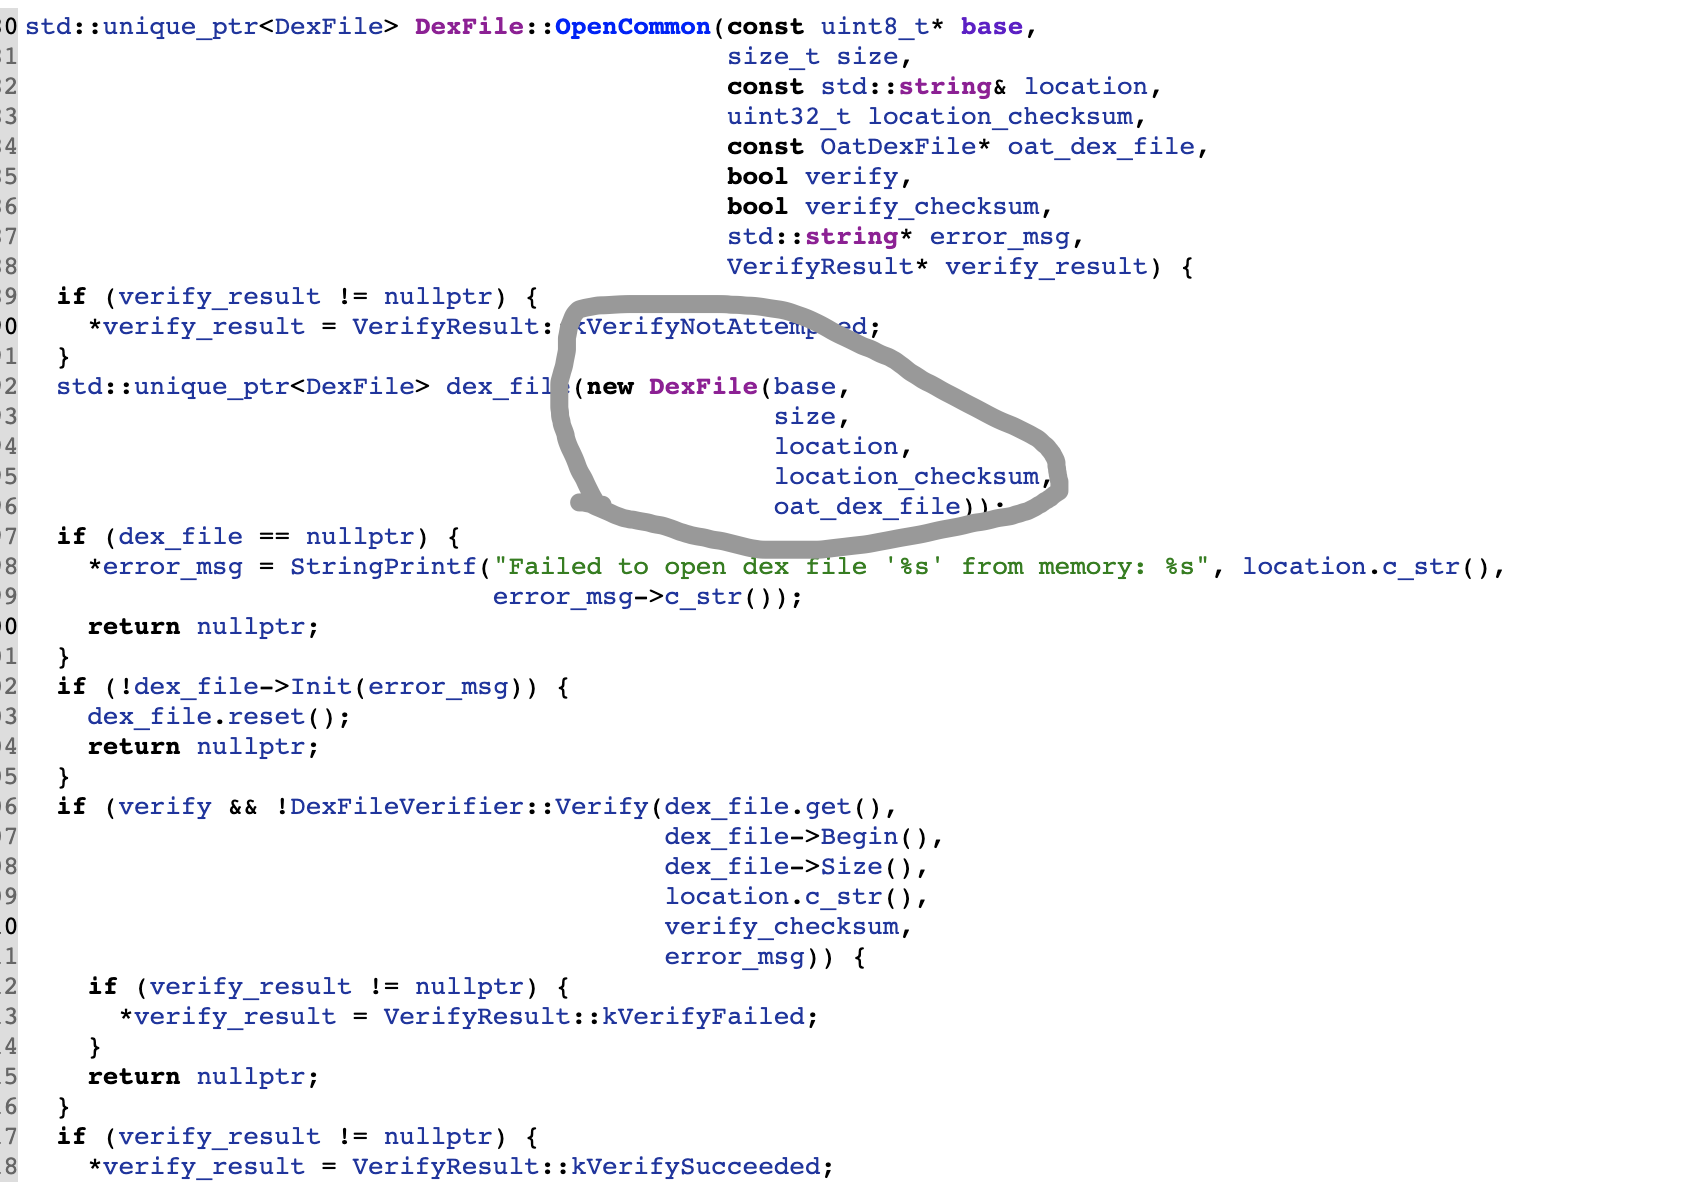 0 std::unique_ptr<DexFile> DexFile::OpenCommon(const uint8_t* base,
1 size_t size,
2 const std::string& location,
3 uint32_t location_checksum,
4 const OatDexFile* oat_dex_file,
5 bool verify,
6 bool verify_checksum,
7 std::string* error_msg,
8 VerifyResult* verify_result) {
9 if (verify_result != nullptr) {
0 *verify_result = VerifyResult::kVerifyNotAttempted;
1 }
2 std::unique_ptr<DexFile> dex_file(new DexFile(base,
3 size,
4 location,
5 location_checksum,
6 oat_dex_file));
7 if (dex_file == nullptr) {
8 *error_msg = StringPrintf("Failed to open dex file '%s' from memory: %s", location.c_str(),
9 error_msg->c_str());
0 return nullptr;
1 }
2 if (!dex_file->Init(error_msg)) {
3 dex_file.reset();
4 return nullptr;
5 }
6 if (verify && !DexFileVerifier::Verify(dex_file.get(),
7 dex_file->Begin(),
8 dex_file->Size(),
9 location.c_str(),
0 verify_checksum,
1 error_msg)) {
2 if (verify_result != nullptr) {
3 *verify_result = VerifyResult::kVerifyFailed;
4 }
5 return nullptr;
6 }
7 if (verify_result != nullptr) {
8 *verify_result = VerifyResult::kVerifySucceeded;